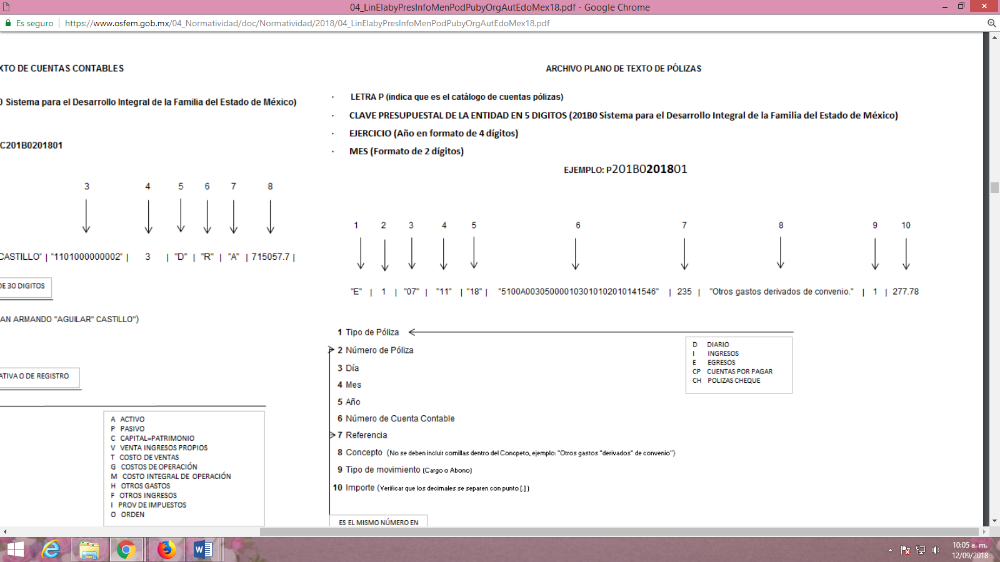 04_LinElabyPresInfoMenPodPubyOrgAutEdoMex18.pdf - Google Chrome
Es seguro | https://www.osfem.gob.mx/04_Normatividad/doc/Normatividad/2018/04_LinElabyPresInfoMenPodPubyOrgAutEdoMex18.pdf
XTO DE CUENTAS CONTABLES
0 Sistema para el Desarrollo Integral de la Familia del Estado de México)
C201B0201801
3 4 5 6 7 8
CASTILLO" | "1101000000002" | 3 | "D" | "R" | "A" | 715057.7 |
DE 30 DIGITOS
AN ARMANDO "AGUILAR" CASTILLO")
ATIVA O DE REGISTRO
A ACTIVO
P PASIVO
C CAPITAL=PATRIMONIO
V VENTA INGRESOS PROPIOS
T COSTO DE VENTAS
G COSTOS DE OPERACIÓN
M COSTO INTEGRAL DE OPERACIÓN
H OTROS GASTOS
F OTROS INGRESOS
I PROV DE IMPUESTOS
O ORDEN
ARCHIVO PLANO DE TEXTO DE PÓLIZAS
· LETRA P (indica que es el catálogo de cuentas pólizas)
· CLAVE PRESUPUESTAL DE LA ENTIDAD EN 5 DIGITOS (201B0 Sistema para el Desarrollo Integral de la Familia del Estado de México)
· EJERCICIO (Año en formato de 4 dígitos)
· MES (Formato de 2 dígitos)
EJEMPLO: P201B0201801
1 2 3 4 5 6 7 8 9 10
"E" | 1 | "07" | "11" | "18" | "5100A003050000103010102010141546" | 235 | "Otros gastos derivados de convenio." | 1 | 277.78
1 Tipo de Póliza
2 Número de Póliza
3 Día
4 Mes
5 Año
6 Número de Cuenta Contable
7 Referencia
8 Concepto (No se deben incluir comillas dentro del Concpeto, ejemplo: "Otros gastos "derivados" de convenio")
9 Tipo de movimiento (Cargo o Abono)
10 Importe (Verificar que los decimales se separen con punto [.] )
D DIARIO
I INGRESOS
E EGRESOS
CP CUENTAS POR PAGAR
CH POLIZAS CHEQUE
ES EL MISMO NÚMERO EN
10:05 a. m.
12/09/2018